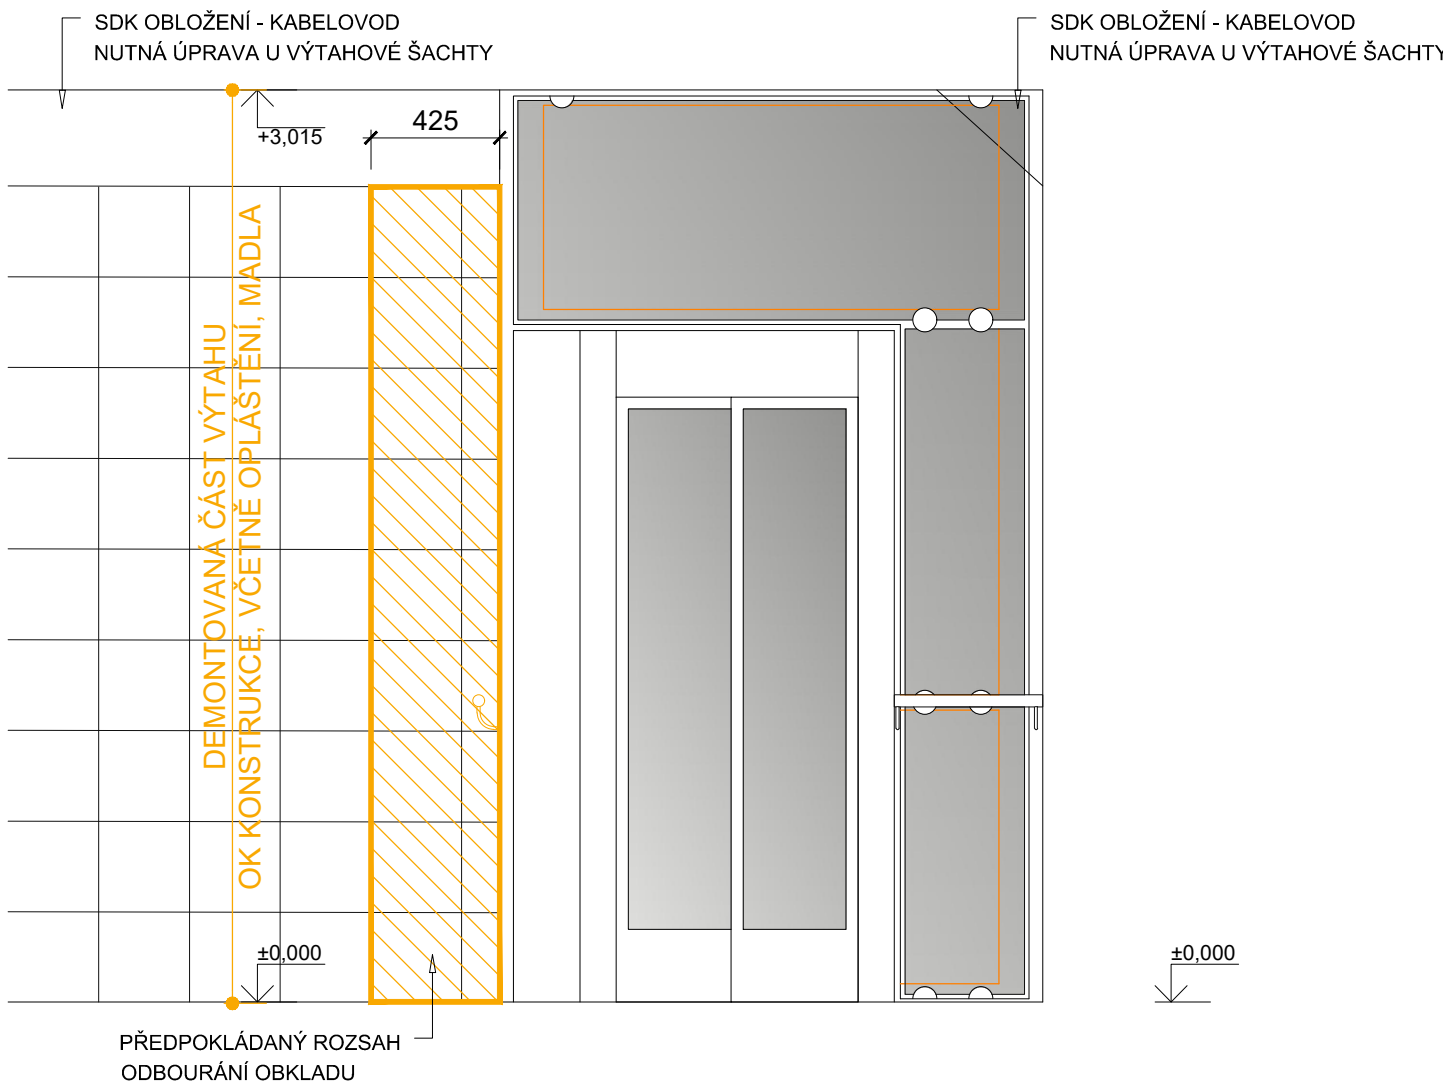 SDK OBLOŽENÍ - KABELOVOD
NUTNÁ ÚPRAVA U VÝTAHOVÉ ŠACHTY
SDK OBLOŽENÍ - KABELOVOD
NUTNÁ ÚPRAVA U VÝTAHOVÉ ŠACHTY
+3,015
425
DEMONTOVANÁ ČÁST VÝTAHU
OK KONSTRUKCE, VČETNĚ OPLÁŠTĚNÍ, MADLA
±0,000
±0,000
PŘEDPOKLÁDANÝ ROZSAH
ODBOURÁNÍ OBKLADU